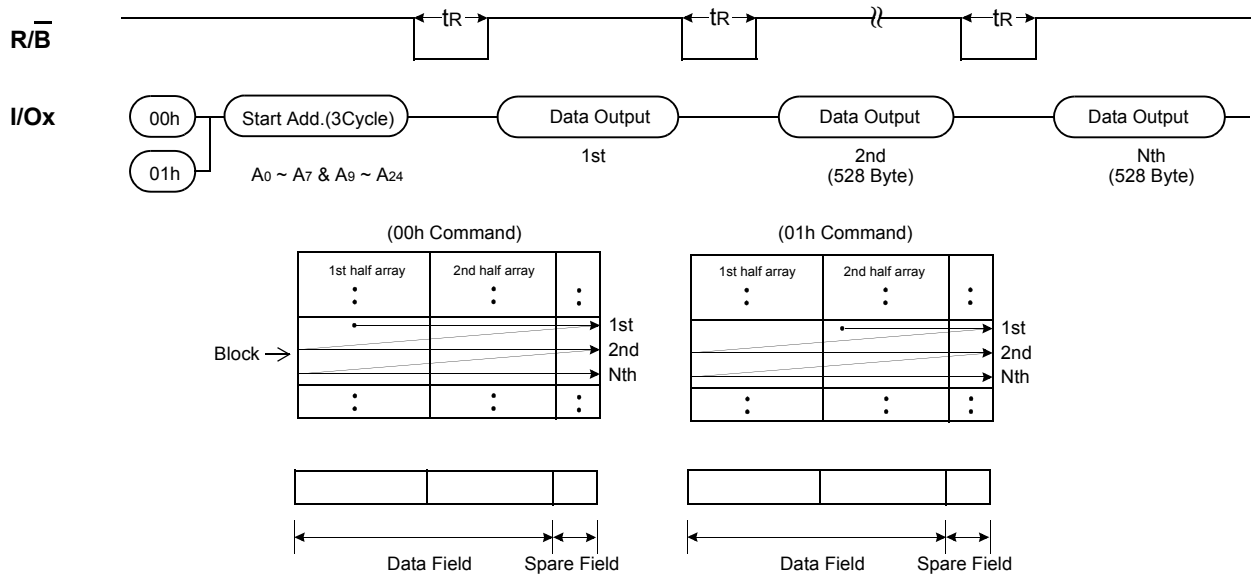 R/B̅
tR tR tR
I/Ox
00h Start Add.(3Cycle) Data Output Data Output Data Output
01h
A0 ~ A7 & A9 ~ A24
1st 2nd Nth
(528 Byte) (528 Byte)
(00h Command) (01h Command)
1st half array 2nd half array 1st half array 2nd half array
1st 1st
Block 2nd 2nd
Nth Nth
Data Field Spare Field Data Field Spare Field